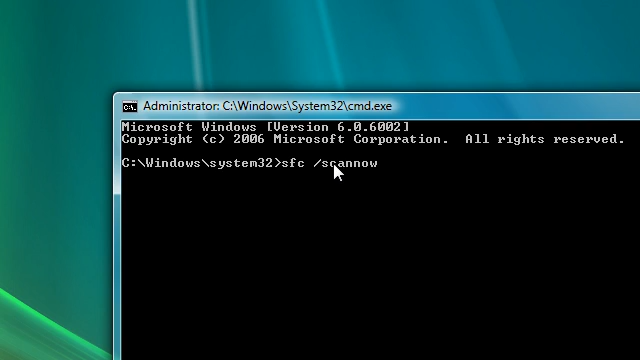 Administrator: C:\Windows\System32\cmd.exe
Microsoft Windows [Version 6.0.6002]
Copyright (c) 2006 Microsoft Corporation.  All rights reserved.
C:\Windows\system32>sfc /scannow